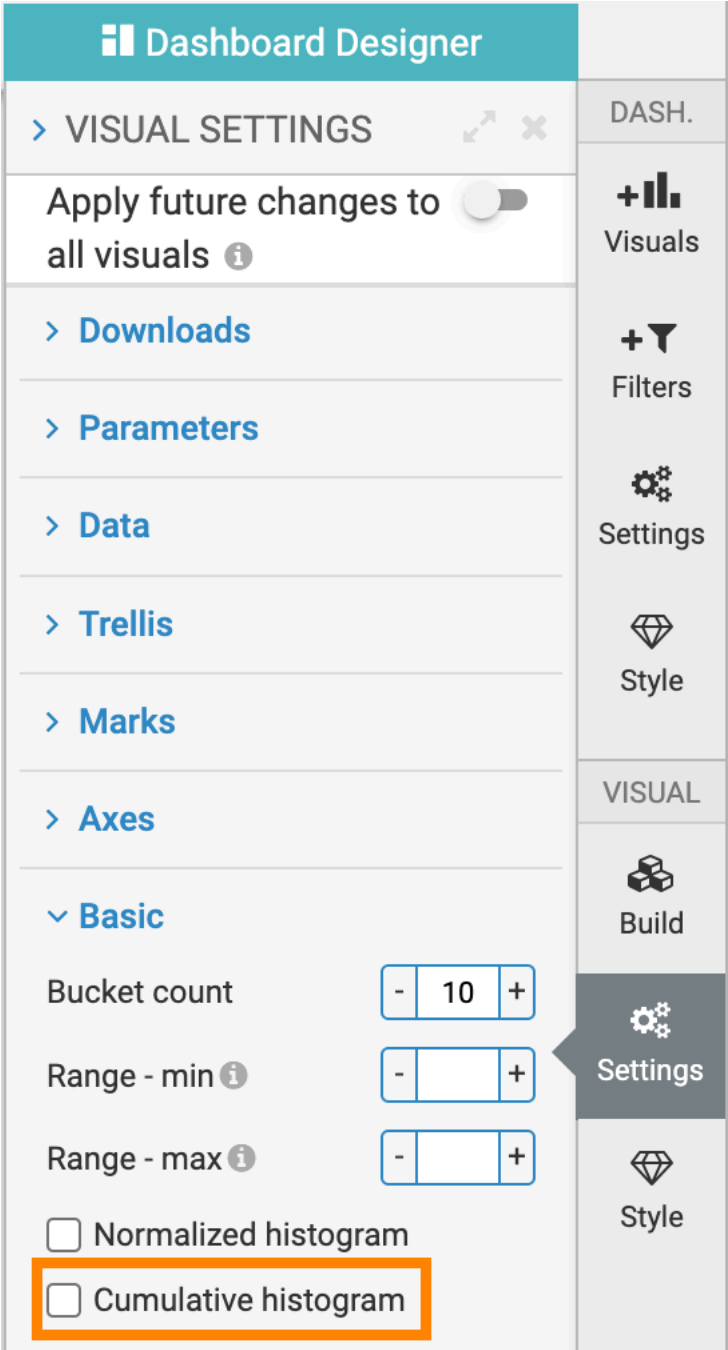 Dashboard Designer
VISUAL SETTINGS
Apply future changes to
all visuals
Downloads
Parameters
Data
Trellis
Marks
Axes
Basic
Bucket count - 10 +
Range - min - +
Range - max - +
Normalized histogram
Cumulative histogram
DASH.
+ Visuals
+ Filters
Settings
Style
VISUAL
Build
Settings
Style